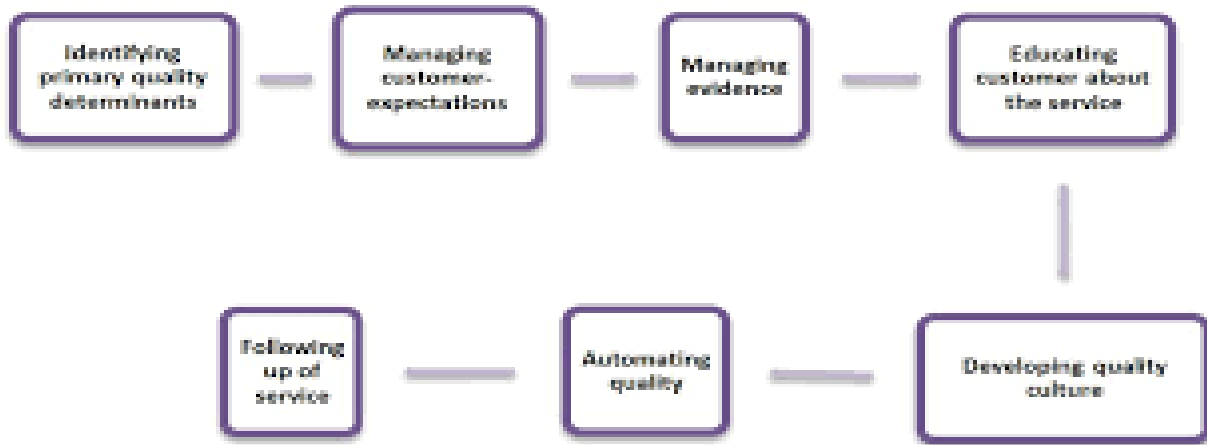 Identifying
primary quality
determinants
Managing
customer-
expectations
Managing
evidence
Educating
customer about
the service
Developing quality
culture
Automating
quality
Following
up of
service